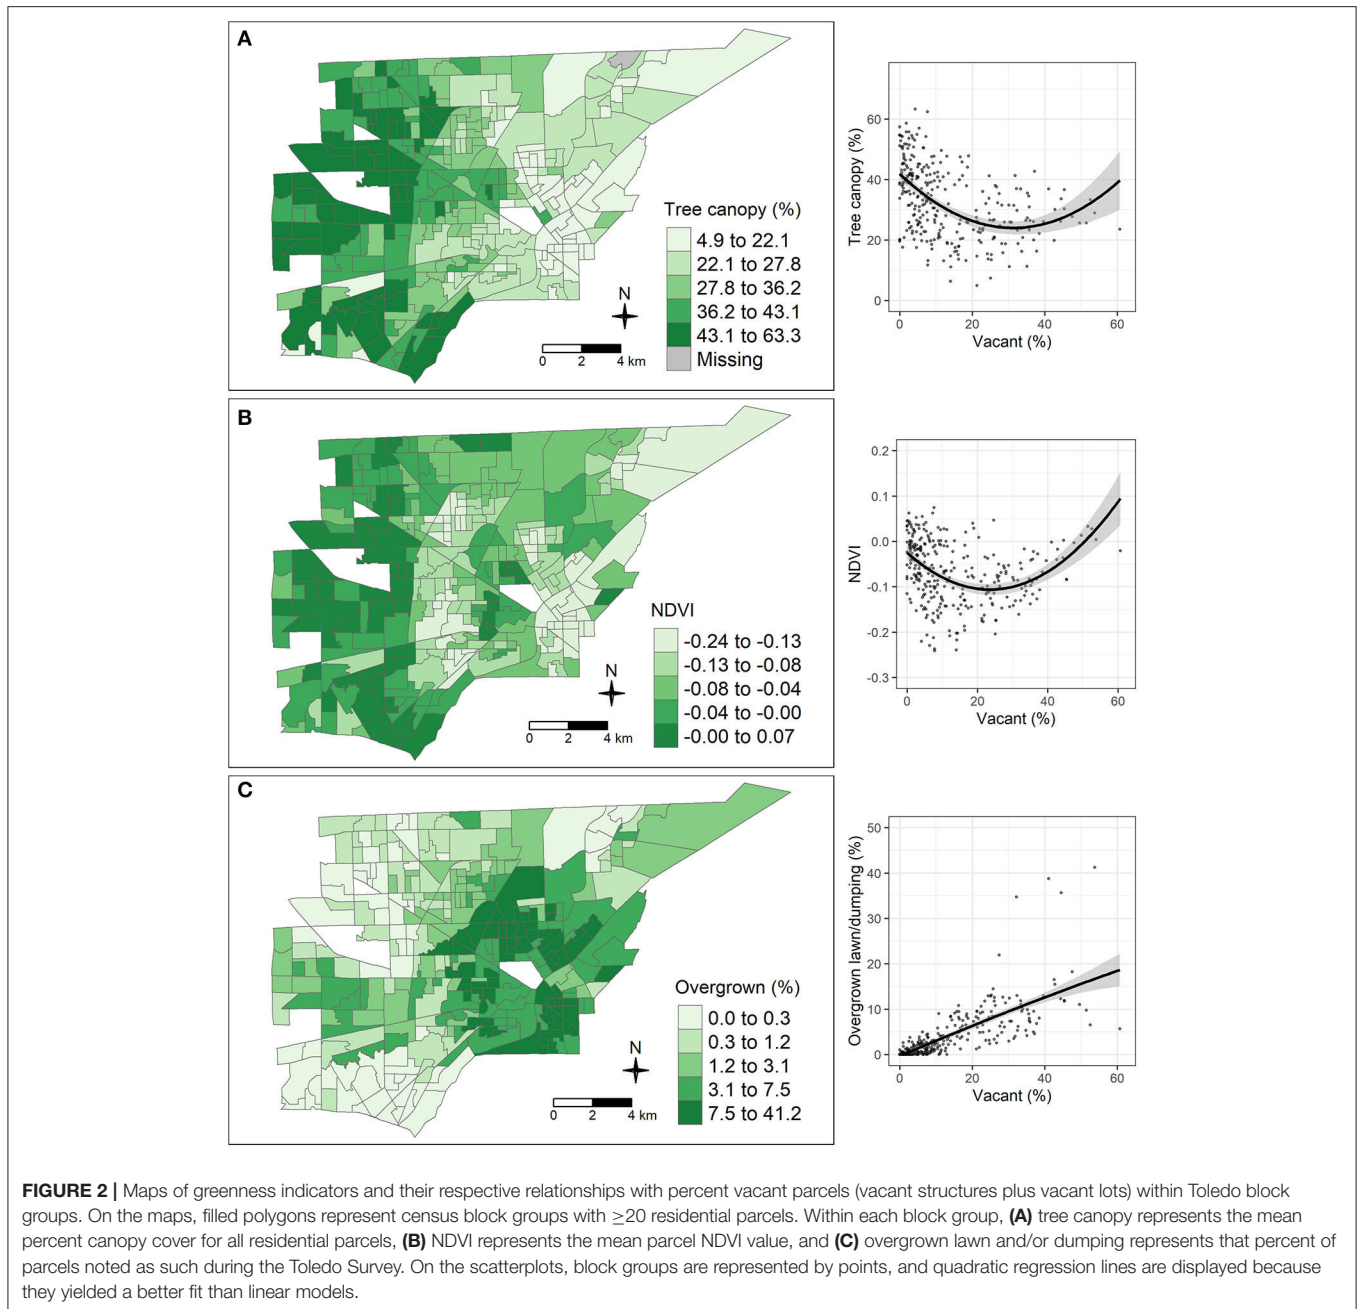 A
Tree canopy (%)
4.9 to 22.1
22.1 to 27.8
27.8 to 36.2
36.2 to 43.1
43.1 to 63.3
Missing
N
0 2 4 km
Tree canopy (%)
60
40
20
0
0 20 40 60
Vacant (%)
B
NDVI
-0.24 to -0.13
-0.13 to -0.08
-0.08 to -0.04
-0.04 to -0.00
-0.00 to 0.07
N
0 2 4 km
NDVI
0.2
0.1
0.0
-0.1
-0.2
-0.3
0 20 40 60
Vacant (%)
C
Overgrown (%)
0.0 to 0.3
0.3 to 1.2
1.2 to 3.1
3.1 to 7.5
7.5 to 41.2
N
0 2 4 km
Overgrown lawn/dumping (%)
50
40
30
20
10
0
0 20 40 60
Vacant (%)
FIGURE 2 | Maps of greenness indicators and their respective relationships with percent vacant parcels (vacant structures plus vacant lots) within Toledo block
groups. On the maps, filled polygons represent census block groups with ≥20 residential parcels. Within each block group, (A) tree canopy represents the mean
percent canopy cover for all residential parcels, (B) NDVI represents the mean parcel NDVI value, and (C) overgrown lawn and/or dumping represents that percent of
parcels noted as such during the Toledo Survey. On the scatterplots, block groups are represented by points, and quadratic regression lines are displayed because
they yielded a better fit than linear models.